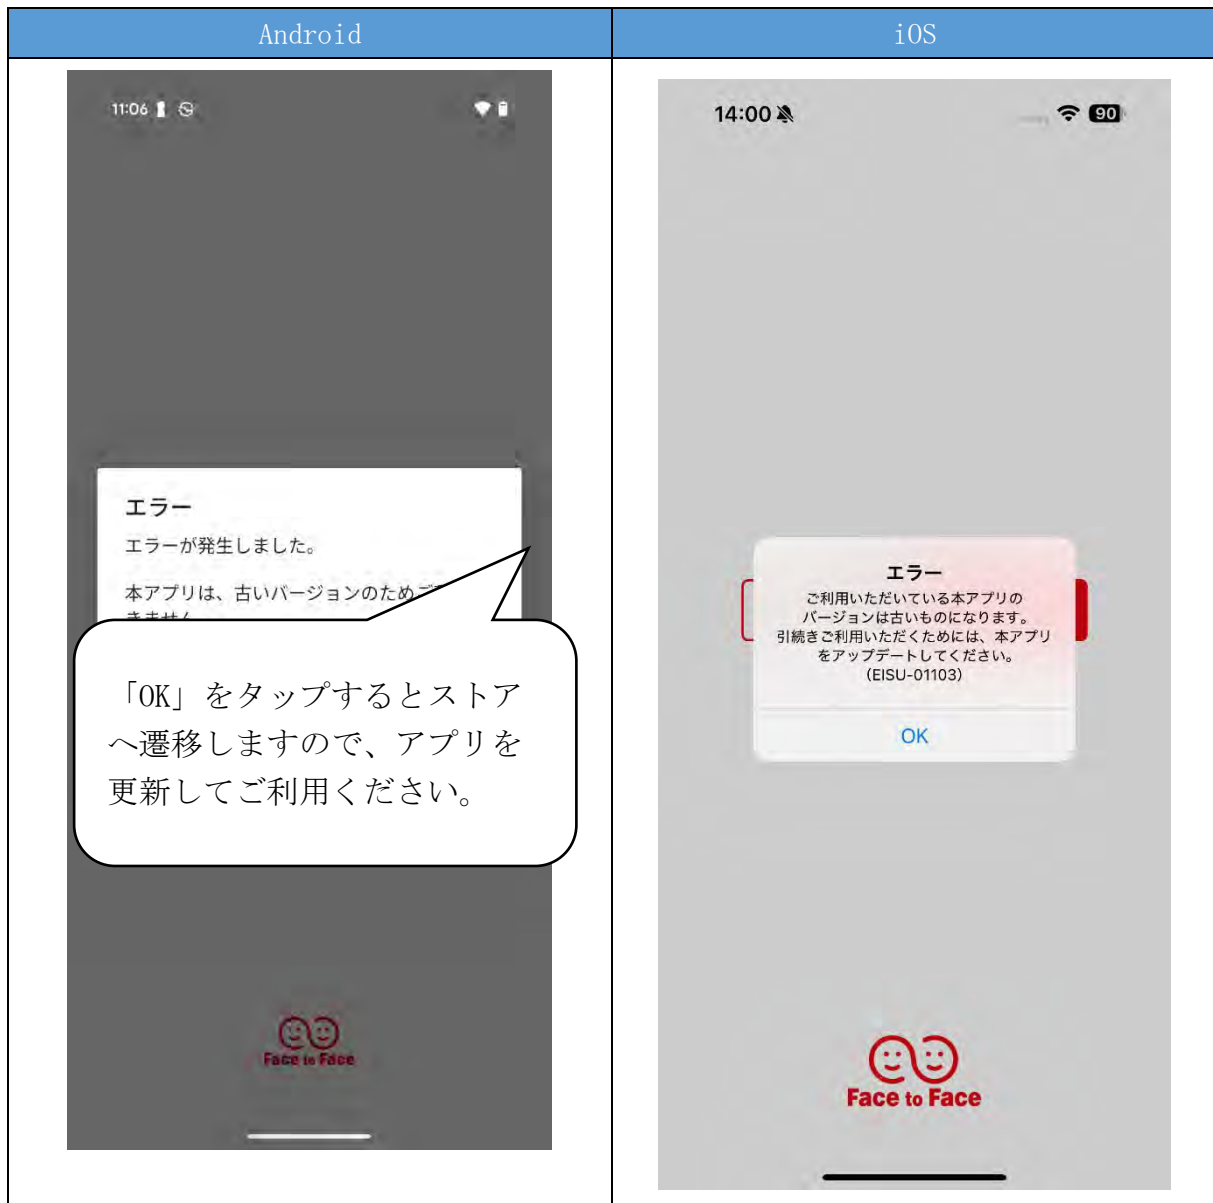 Android
iOS
11:06
エラー
エラーが発生しました。
本アプリは、古いバージョンのため
「OK」をタップするとストア
へ遷移しますので、アプリを
更新してご利用ください。
Face to Face
14:00
90
エラー
ご利用いただいている本アプリの
バージョンは古いものになります。
引続きご利用いただくためには、本アプリ
をアップデートしてください。
(EISU-01103)
OK
Face to Face